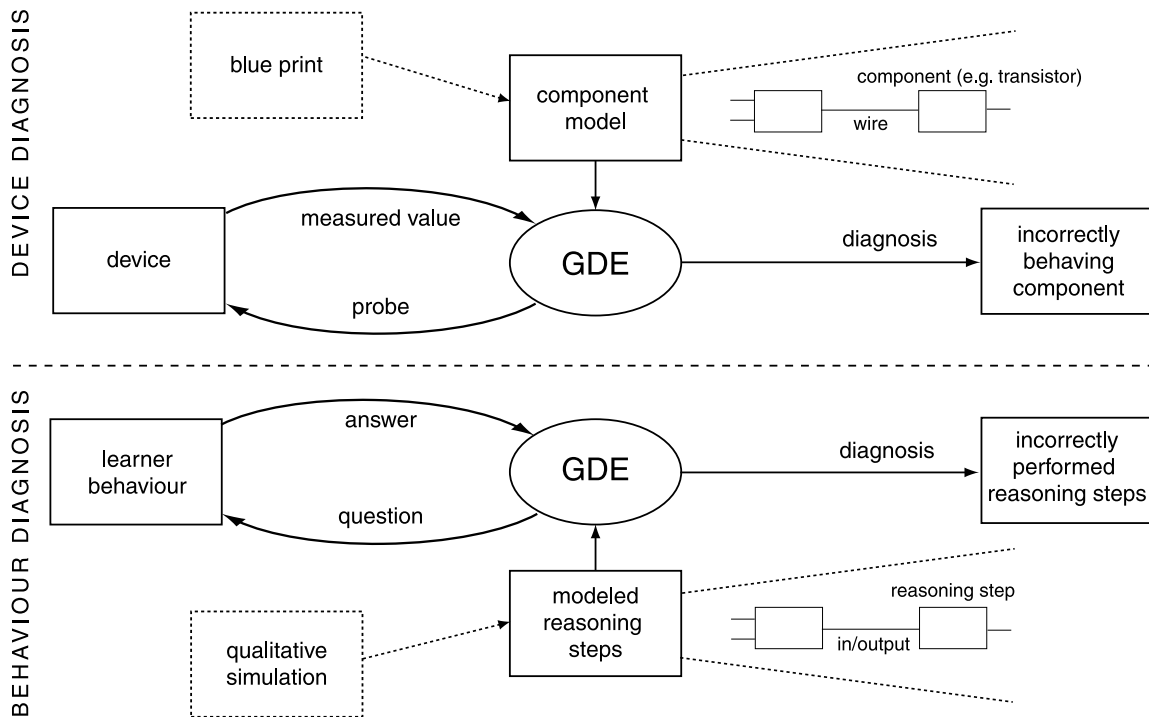 DEVICE DIAGNOSIS
blue print
component
model
component (e.g. transistor)
wire
device
measured value
probe
GDE
diagnosis
incorrectly
behaving
component
BEHAVIOUR DIAGNOSIS
learner
behaviour
answer
question
GDE
diagnosis
incorrectly
performed
reasoning steps
qualitative
simulation
modeled
reasoning
steps
reasoning step
in/output